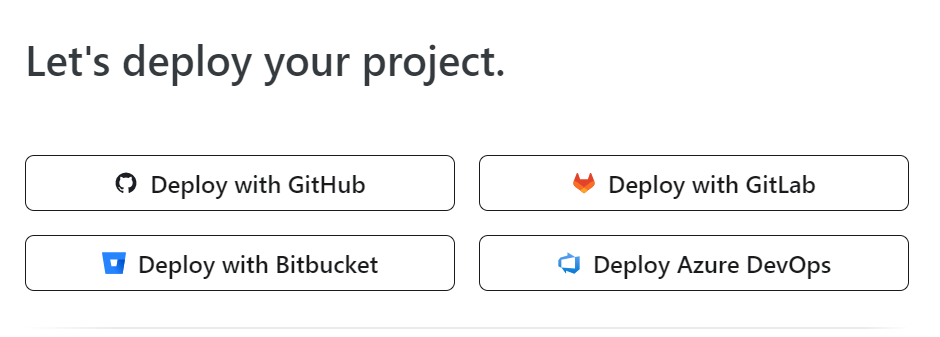 Let's deploy your project.
Deploy with GitHub
Deploy with GitLab
Deploy with Bitbucket
Deploy Azure DevOps